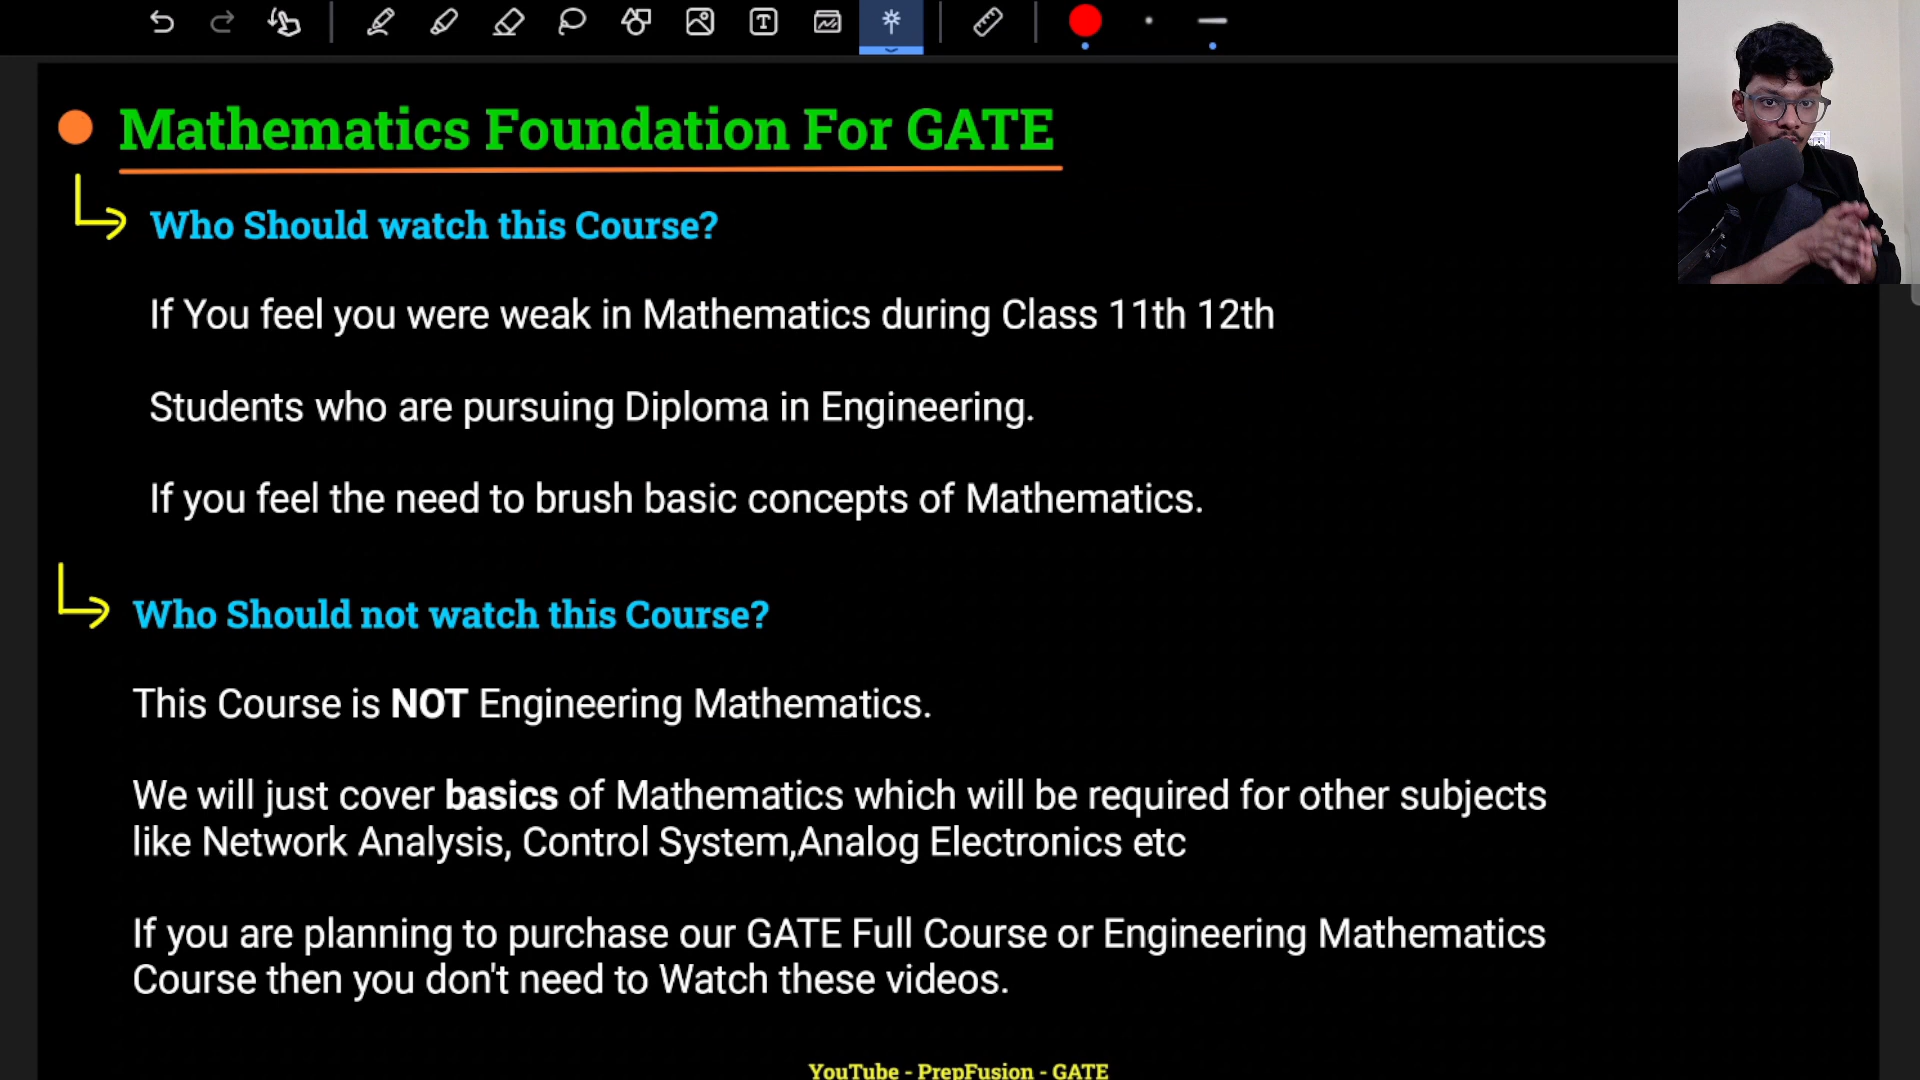 Mathematics Foundation For GATE
Who Should watch this Course?
If You feel you were weak in Mathematics during Class 11th 12th
Students who are pursuing Diploma in Engineering.
If you feel the need to brush basic concepts of Mathematics.
Who Should not watch this Course?
This Course is NOT Engineering Mathematics.
We will just cover basics of Mathematics which will be required for other subjects
like Network Analysis, Control System,Analog Electronics etc
If you are planning to purchase our GATE Full Course or Engineering Mathematics
Course then you don't need to Watch these videos.
YouTube - PrepFusion - GATE